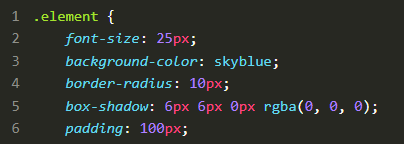 1 .element {
2 font-size: 25px;
3 background-color: skyblue;
4 border-radius: 10px;
5 box-shadow: 6px 6px 0px rgba(0, 0, 0);
6 padding: 100px;